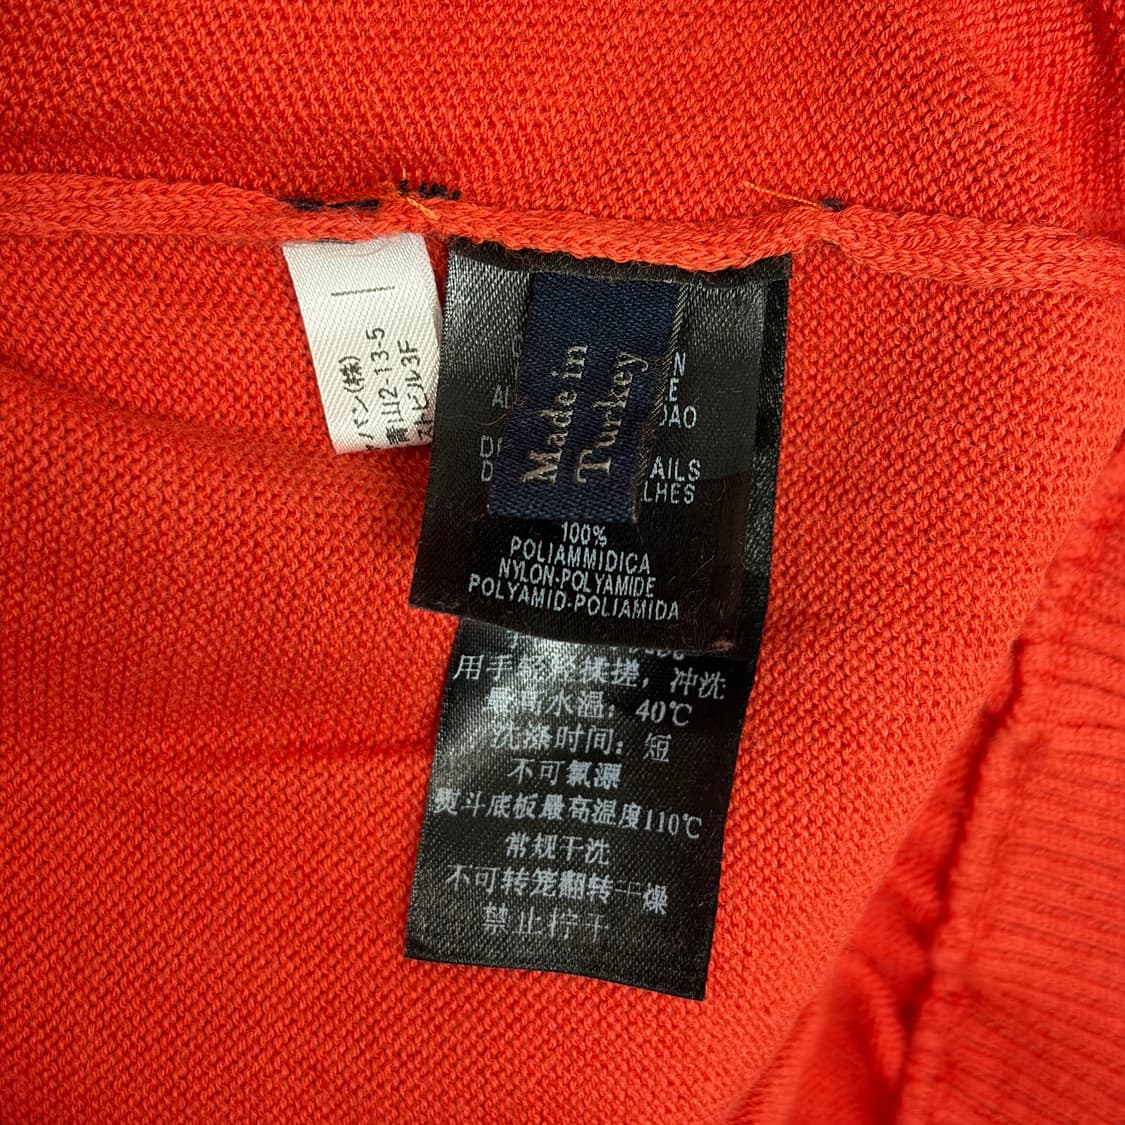 パン(株)
青山2-13-5
ストビル3F
Made in
Turkey
N
E
DAO
AILS
LHES
100%
POLIAMMIDICA
NYLON-POLYAMIDE
POLYAMID-POLIAMIDA
用手轻轻揉搓，冲洗
最高水温：40℃
洗涤时间：短
不可氯漂
熨斗底板最高温度110℃
常规干洗
不可转笼翻转干燥
禁止拧干